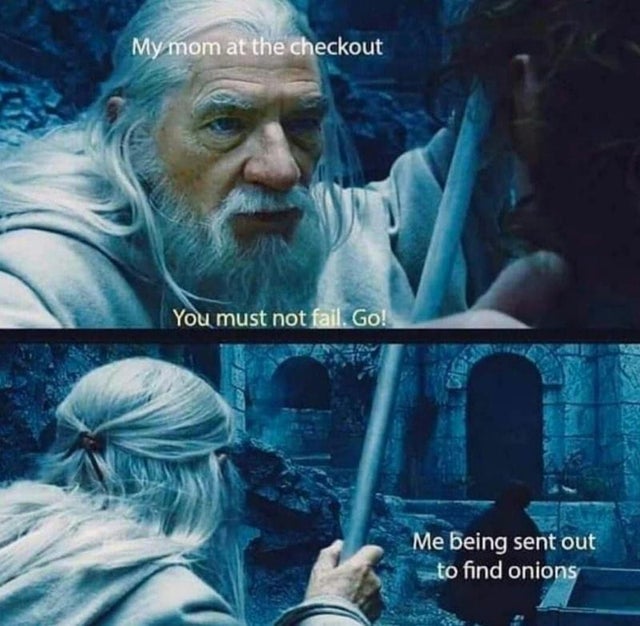 My mom at the checkout
You must not fail. Go!
Me being sent out
to find onions